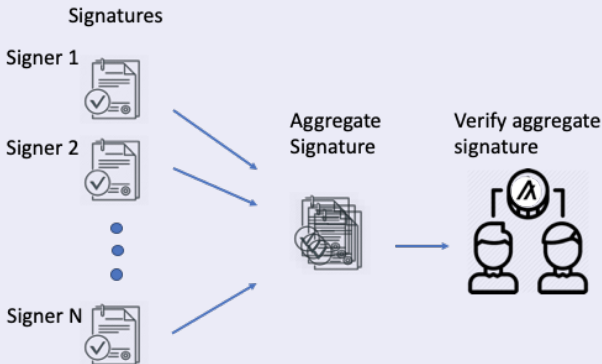 Signatures
Signer 1
Signer 2
Aggregate
Signature
Verify aggregate
signature
Signer N